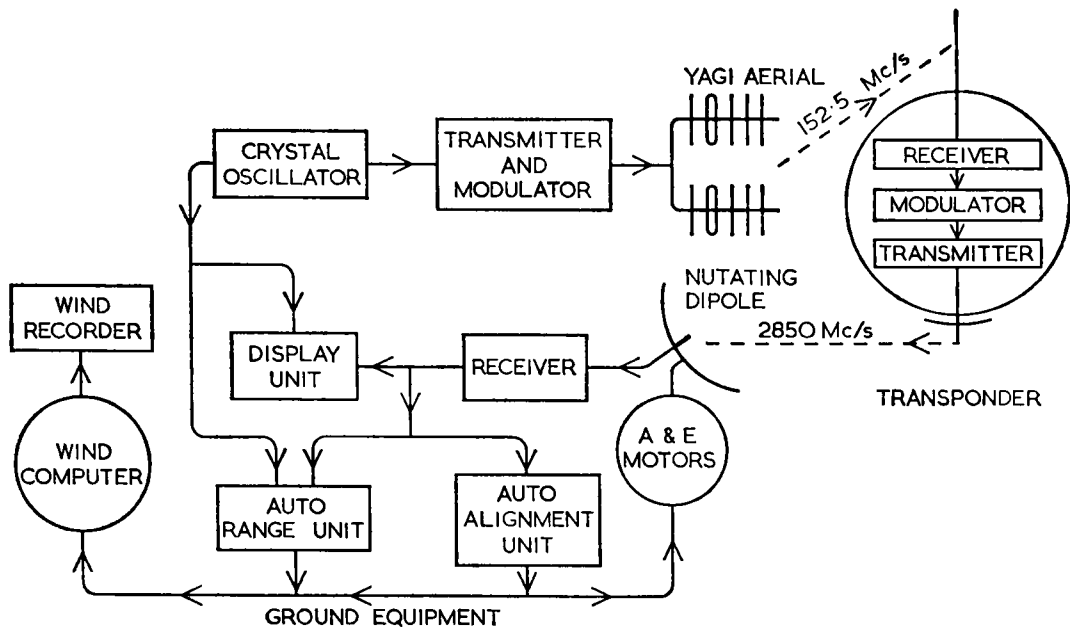 YAGI AERIAL
152·5 Mc/s
CRYSTAL
OSCILLATOR
TRANSMITTER
AND
MODULATOR
RECEIVER
MODULATOR
TRANSMITTER
NUTATING
DIPOLE
2850 Mc/s
TRANSPONDER
WIND
RECORDER
DISPLAY
UNIT
RECEIVER
A & E
MOTORS
WIND
COMPUTER
AUTO
RANGE UNIT
AUTO
ALIGNMENT
UNIT
GROUND EQUIPMENT